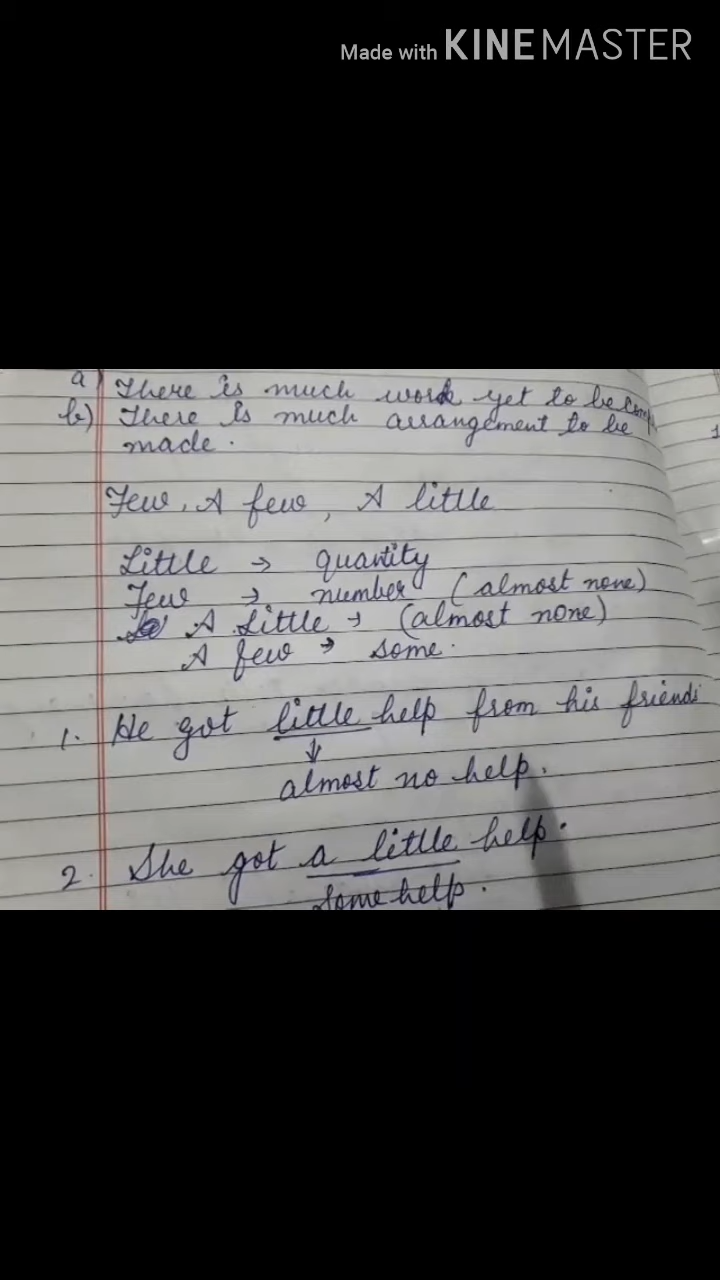 Made with KINEMASTER
a) There is much work yet to be
b) There is much arrangement to be
made.
Few, A few, A little
Little → quantity
Few → number (almost none)
A Little → (almost none)
A few → some.
1. He got little help from his friends
↓
almost no help.
2. She got a little help.
some help.